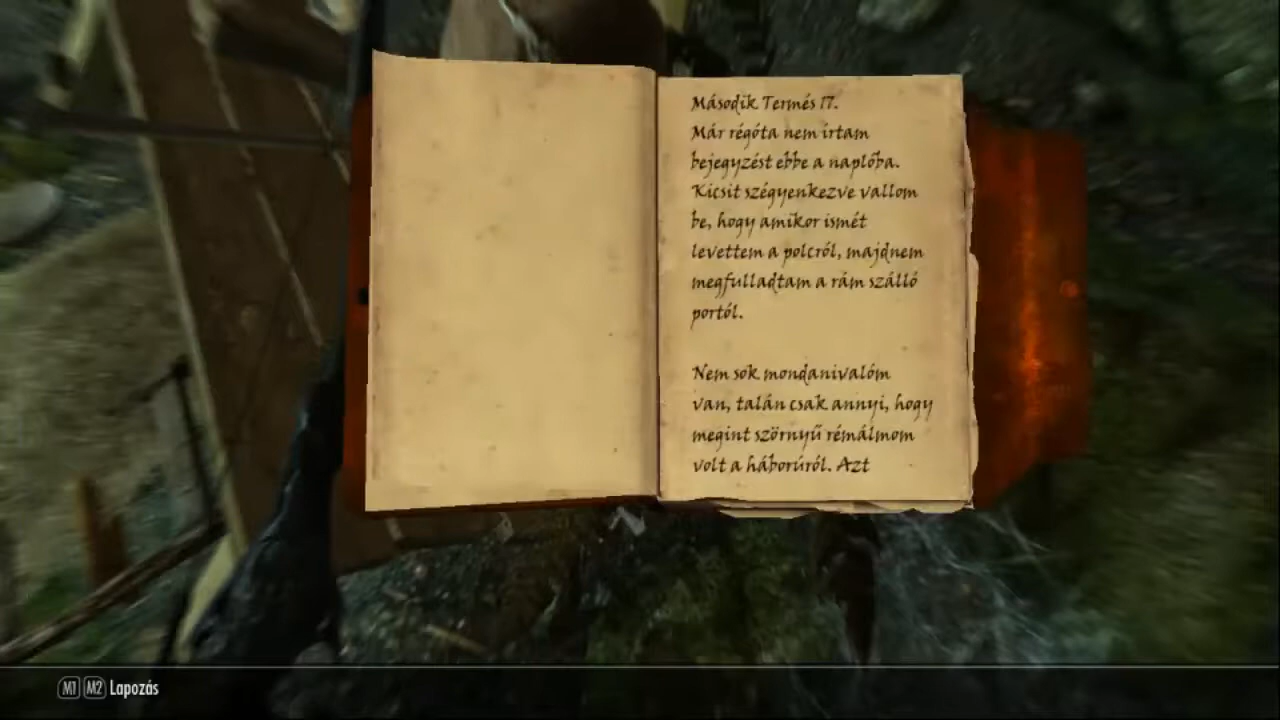 Második Termés 17.
Már régóta nem írtam
bejegyzést ebbe a naplóba.
Kicsit szégyenkezve vallom
be, hogy amikor ismét
levettem a polcról, majdnem
megfulladtam a rám szálló
portól.
Nem sok mondanivalóm
van, talán csak annyi, hogy
megint szörnyű rémálmom
volt a háborúról. Azt
M1 M2 Lapozás